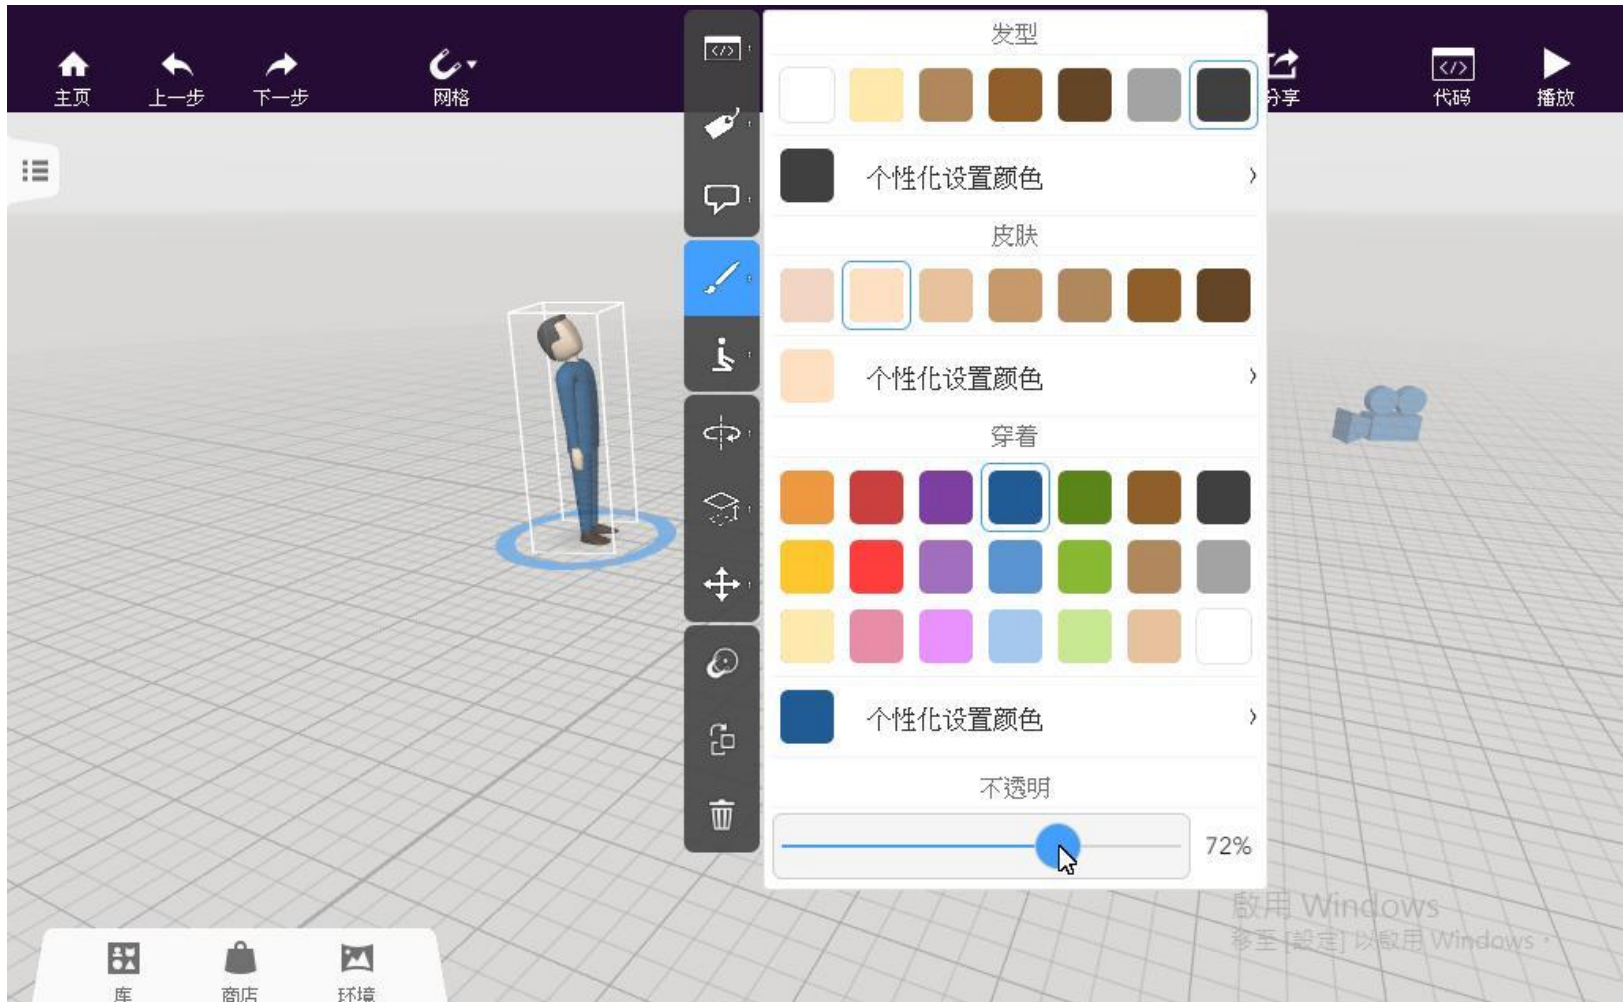 主页
上一步
下一步
网格
分享
代码
播放
发型
个性化设置颜色
皮肤
个性化设置颜色
穿着
个性化设置颜色
不透明
72%
啟用 Windows
移至 [設定] 以啟用 Windows。
库
商店
环境